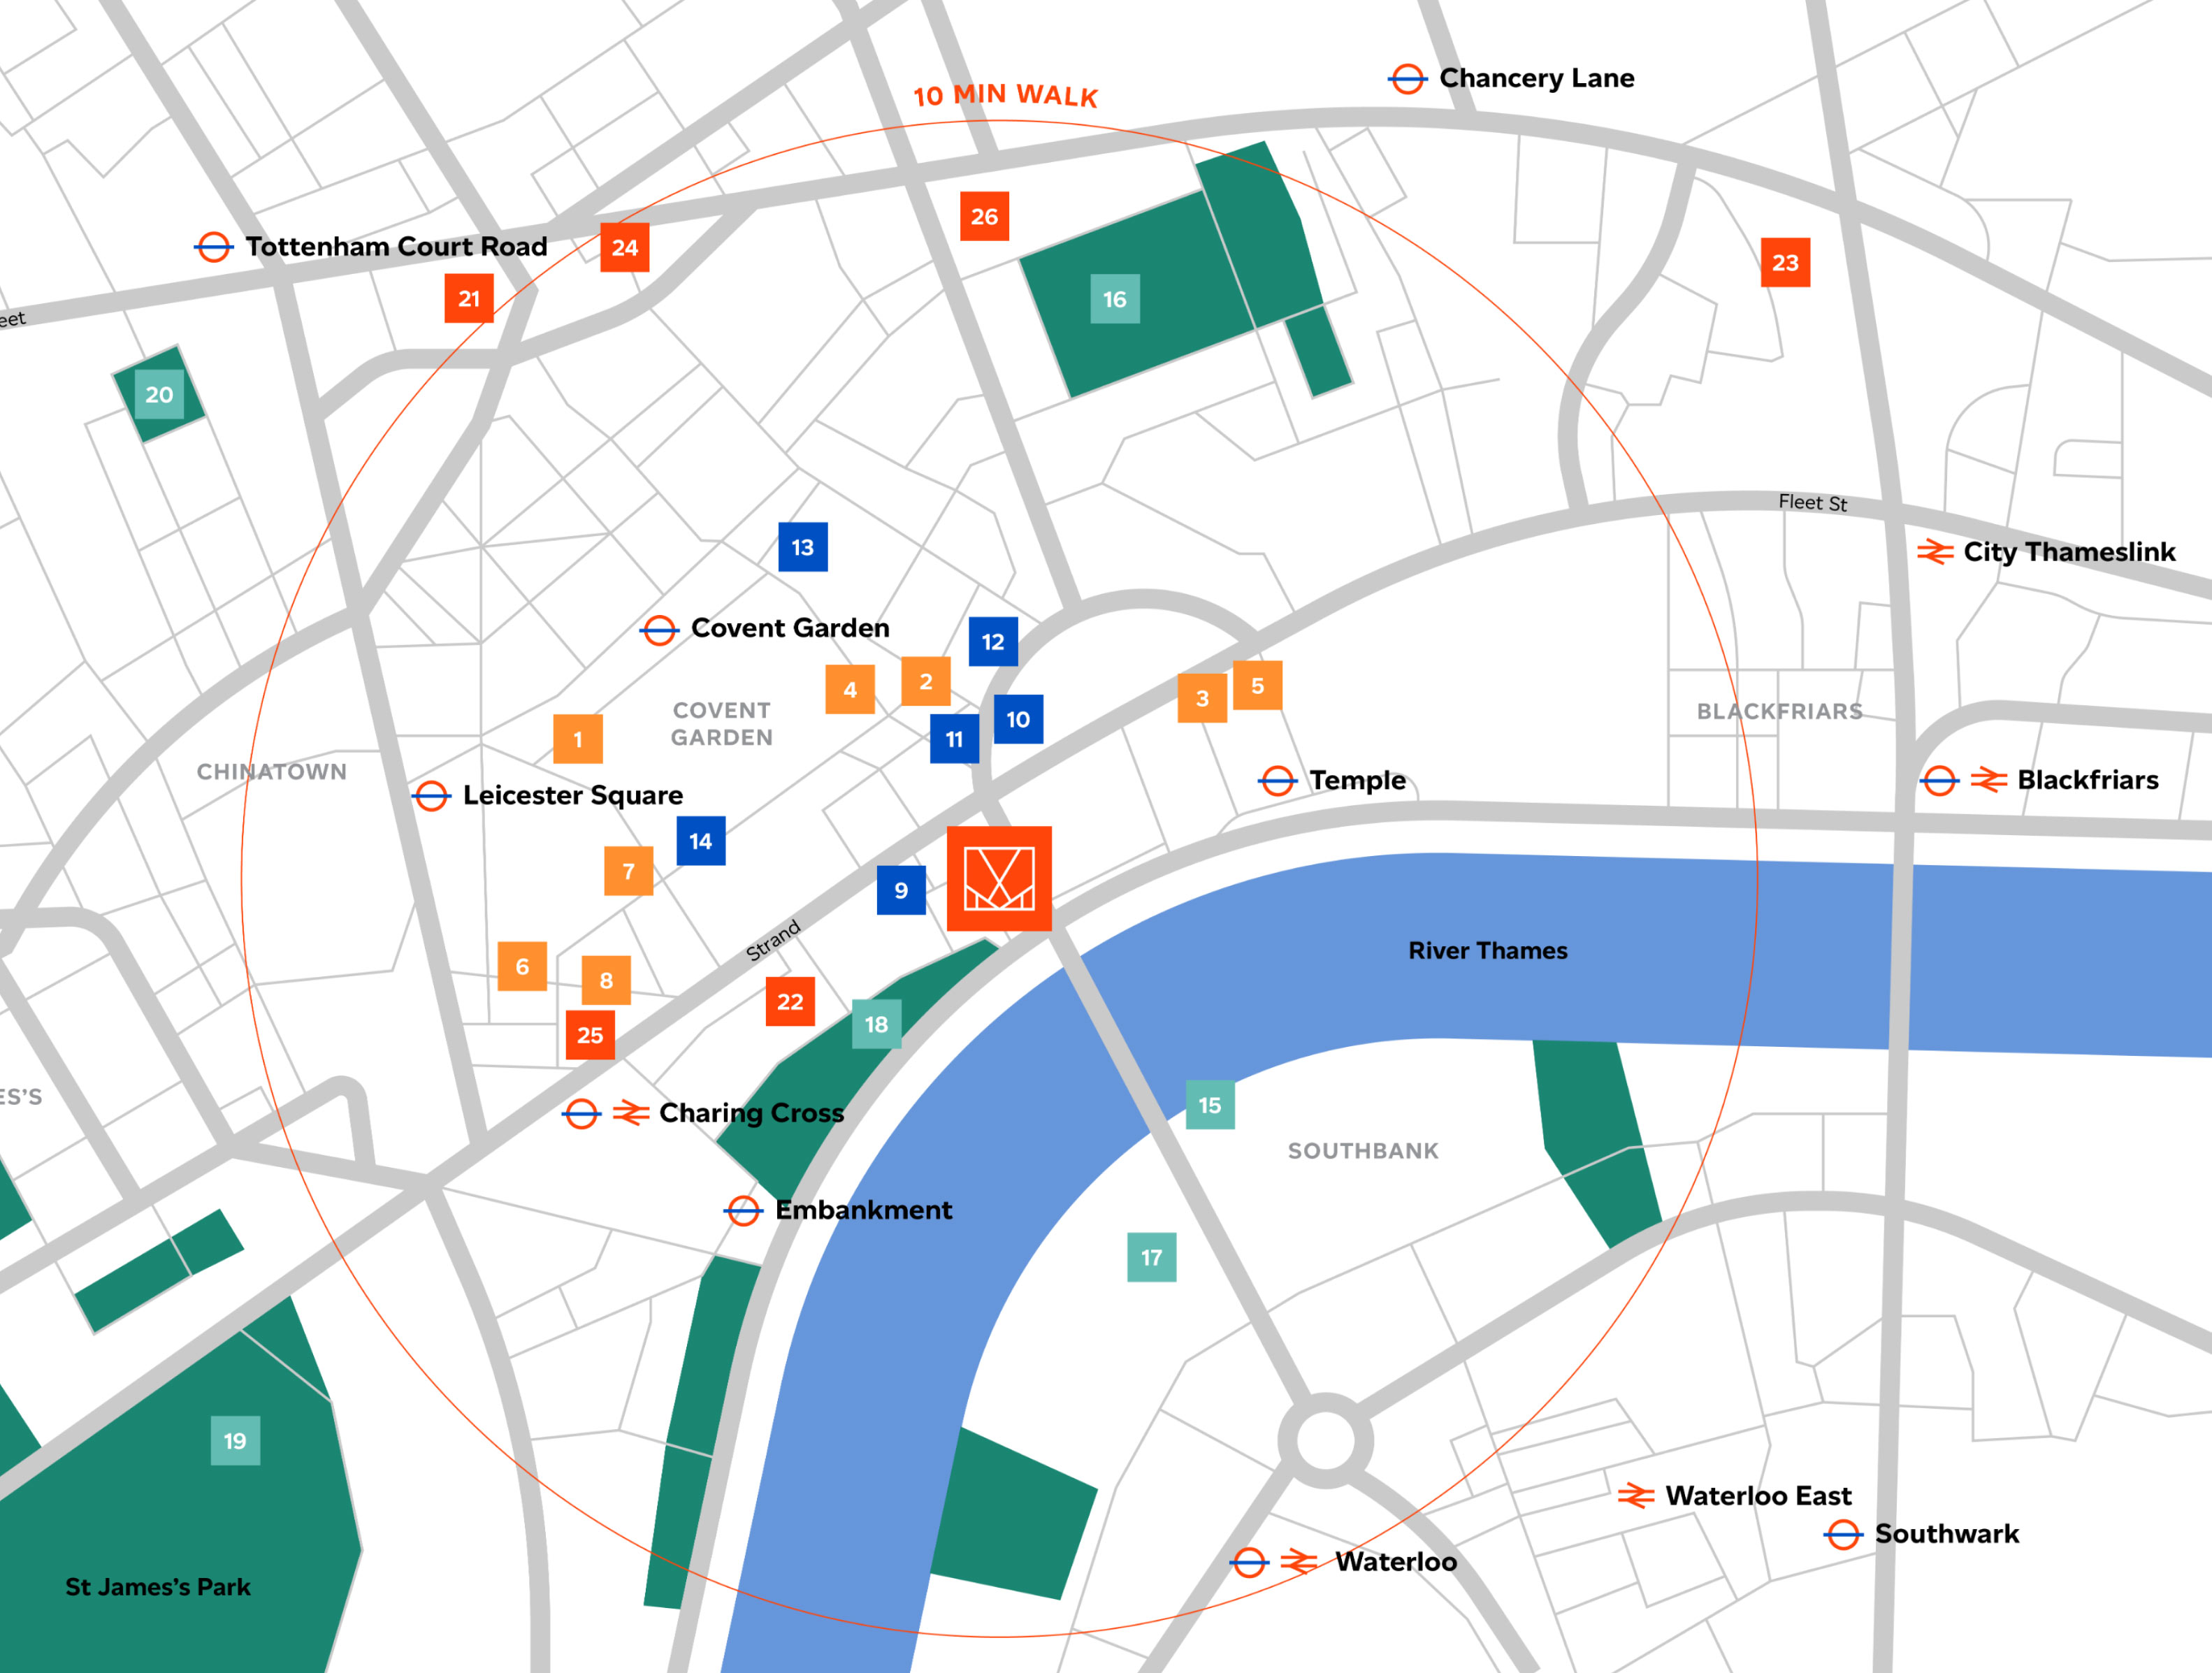 10 MIN WALK
Chancery Lane
26
24
Tottenham Court Road
23
21
16
eet
20
Fleet St
13
City Thameslink
Covent Garden
12
2
4
5
3
COVENT
GARDEN
10
11
1
BLACKFRIARS
CHINATOWN
Leicester Square
Temple
Blackfriars
14
7
9
Strand
River Thames
6
8
22
18
25
ES'S
Charing Cross
15
SOUTHBANK
Embankment
17
19
Waterloo East
Southwark
Waterloo
St James's Park